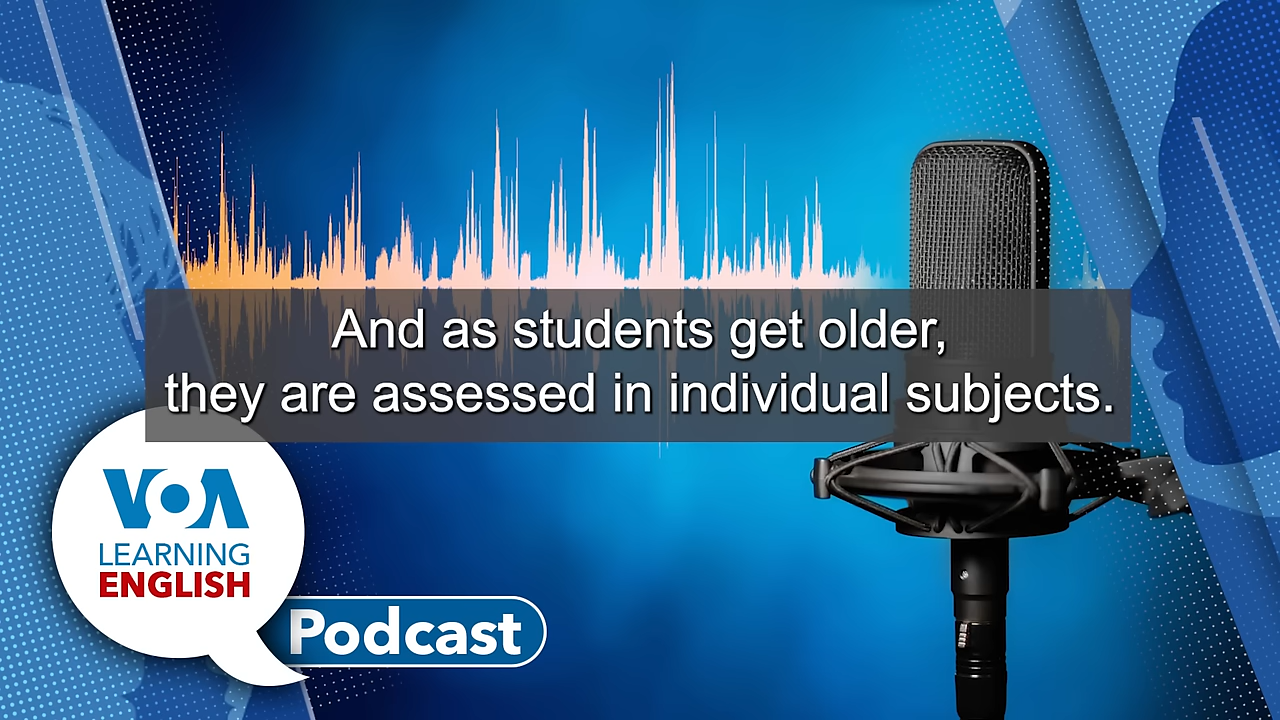 And as students get older,
they are assessed in individual subjects.
VOA
LEARNING
ENGLISH
Podcast